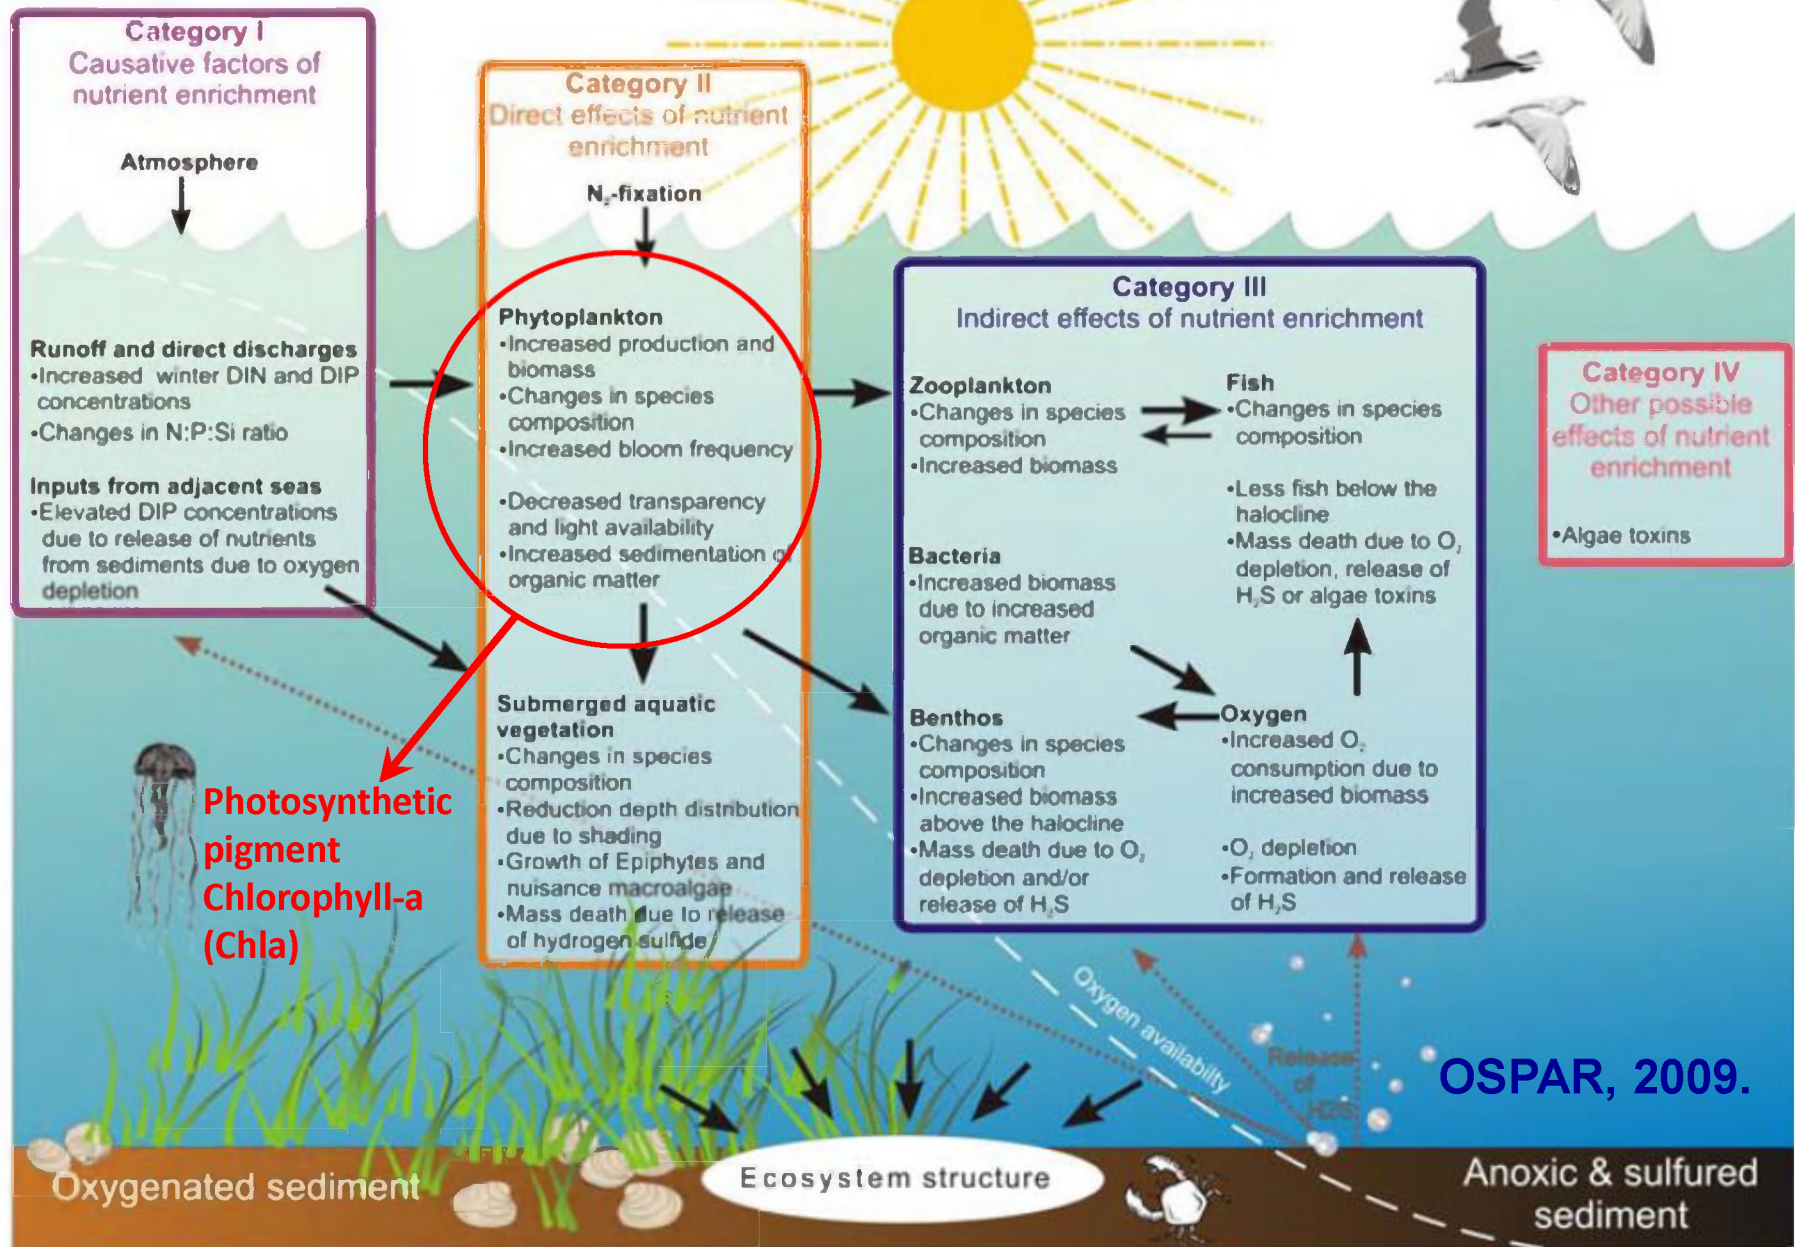 Category I
Causative factors of
nutrient enrichment
Atmosphere
Runoff and direct discharges
•Increased winter DIN and DIP
concentrations
•Changes in N:P:Si ratio
Inputs from adjacent seas
•Elevated DIP concentrations
due to release of nutrients
from sediments due to oxygen
depletion
Category II
Direct effects of nutrient
enrichment
N₂-fixation
Phytoplankton
•Increased production and
biomass
•Changes in species
composition
•Increased bloom frequency
•Decreased transparency
and light availability
•Increased sedimentation of
organic matter
Submerged aquatic
vegetation
•Changes in species
composition
•Reduction depth distribution
due to shading
•Growth of Epiphytes and
nuisance macroalgae
•Mass death due to release
of hydrogen sulfide
Photosynthetic
pigment
Chlorophyll-a
(Chla)
Category III
Indirect effects of nutrient enrichment
Zooplankton
•Changes in species
composition
•Increased biomass
Bacteria
•Increased biomass
due to increased
organic matter
Benthos
•Changes in species
composition
•Increased biomass
above the halocline
•Mass death due to O₂
depletion and/or
release of H₂S
Fish
•Changes in species
composition
•Less fish below the
halocline
•Mass death due to O₂
depletion, release of
H₂S or algae toxins
Oxygen
•Increased O₂
consumption due to
increased biomass
•O₂ depletion
•Formation and release
of H₂S
Category IV
Other possible
effects of nutrient
enrichment
•Algae toxins
Oxygen availabilty
Release
of
H2S
OSPAR, 2009.
Oxygenated sediment
Ecosystem structure
Anoxic & sulfured
sediment